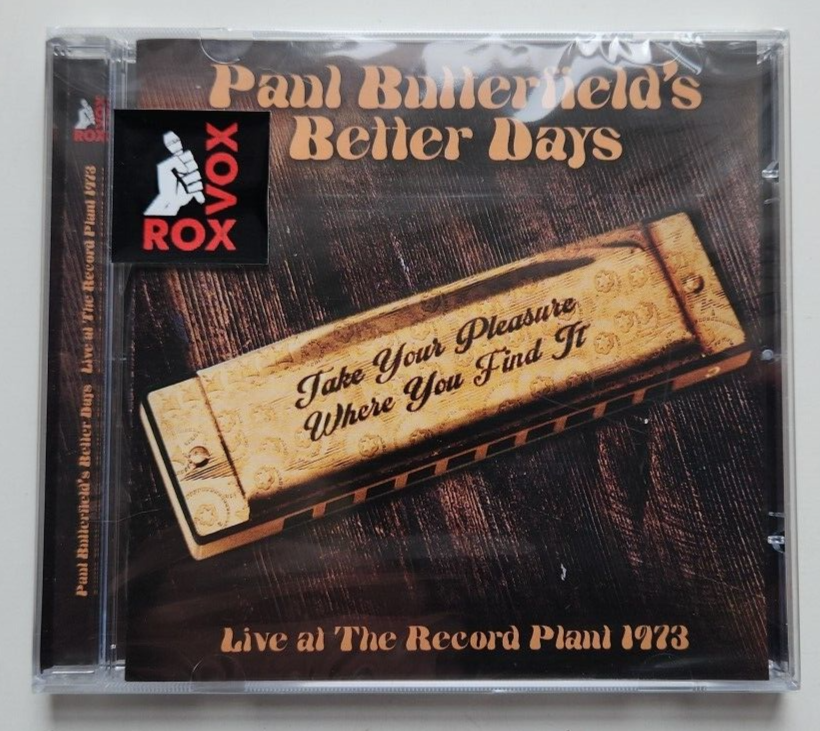 Paul Butterfield's
Better Days
ROX
VOX
Take Your Pleasure
Where You Find It
Live at The Record Plant 1973
ROX
VOX
Paul Butterfield's Better Days Live at The Record Plant 1973